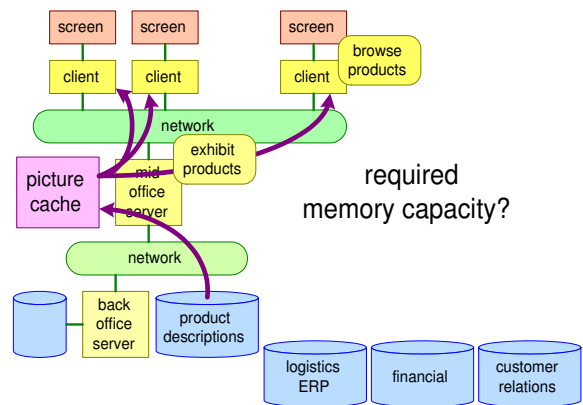 screen
screen
screen
browse
products
client
client
client
network
exhibit
products
picture
cache
mid
office
server
required
memory capacity?
network
back
office
server
product
descriptions
logistics
ERP
financial
customer
relations